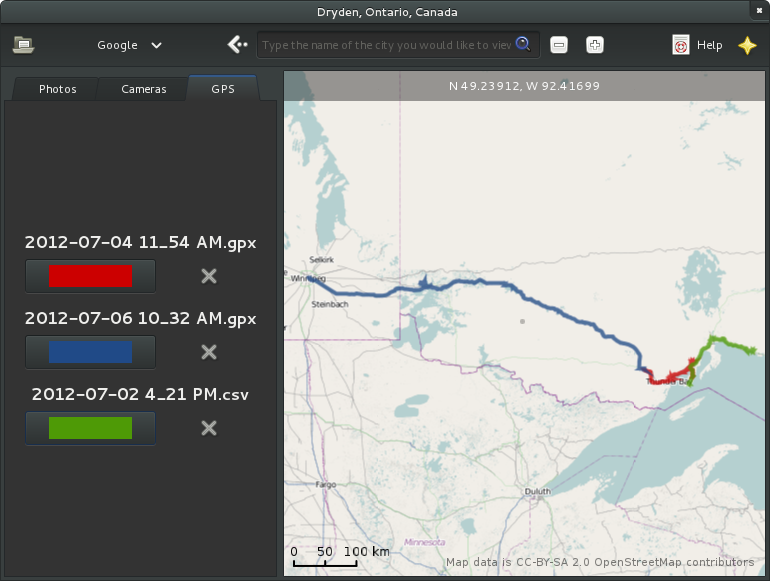 Dryden, Ontario, Canada
Google
Type the name of the city you would like to view
Help
Photos
Cameras
GPS
N 49.23912, W 92.41699
2012-07-04 11_54 AM.gpx
2012-07-06 10_32 AM.gpx
2012-07-02 4_21 PM.csv
Selkirk
Winnipeg
Steinbach
Thunder Bay
Fargo
Duluth
Minnesota
0 50 100 km
Map data is CC-BY-SA 2.0 OpenStreetMap contributors